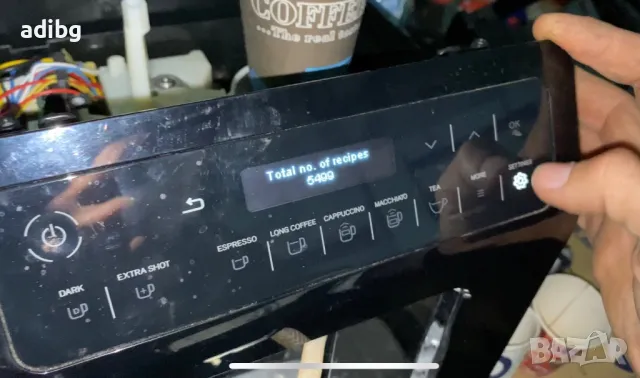 adibg
COFFEE
...The real
Total no. of recipes
5499
OK
SETTINGS
MORE
TEA
MACCHIATO
CAPPUCCINO
LONG COFFEE
ESPRESSO
EXTRA SHOT
DARK
BAZAR